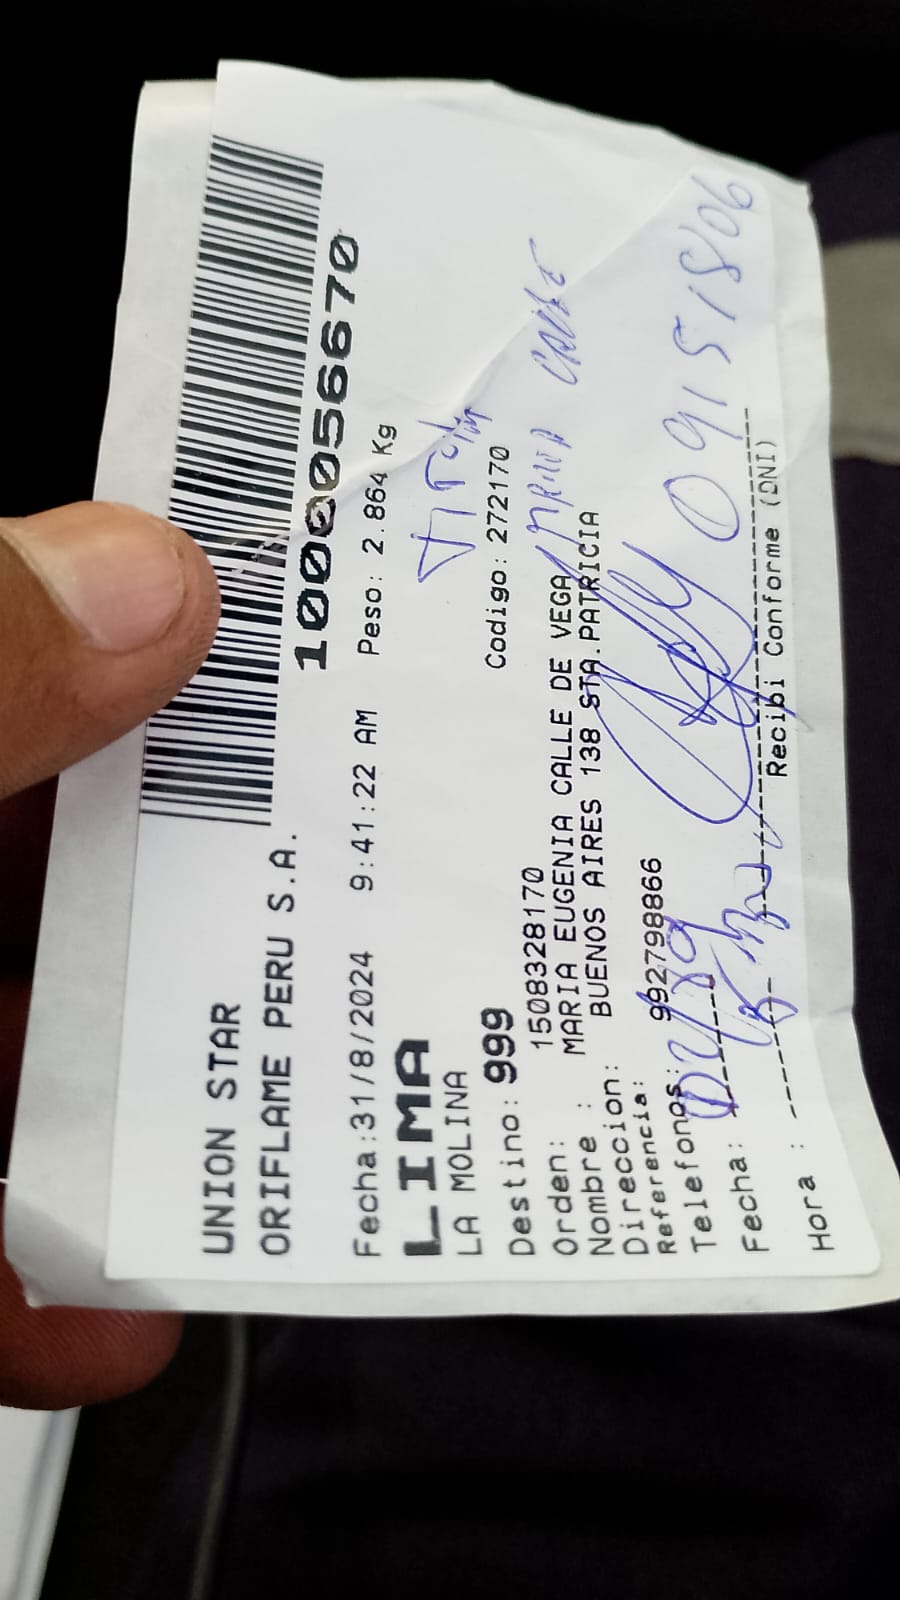 UNION STAR
ORIFLAME PERU S.A.
10005056670
Fecha:31/8/2024 9:41:22 AM Peso: 2.864 Kg
LIMA
LA MOLINA
Destino: 999 Codigo: 272170
Orden: 1508328170
Nombre : MARIA EUGENIA CALLE DE VEGA
Direccion: BUENOS AIRES 138 STA.PATRICIA
Referencia:
Telefonos: 992798866
09151806
Fecha:
Hora : Recibi Conforme (DNI)